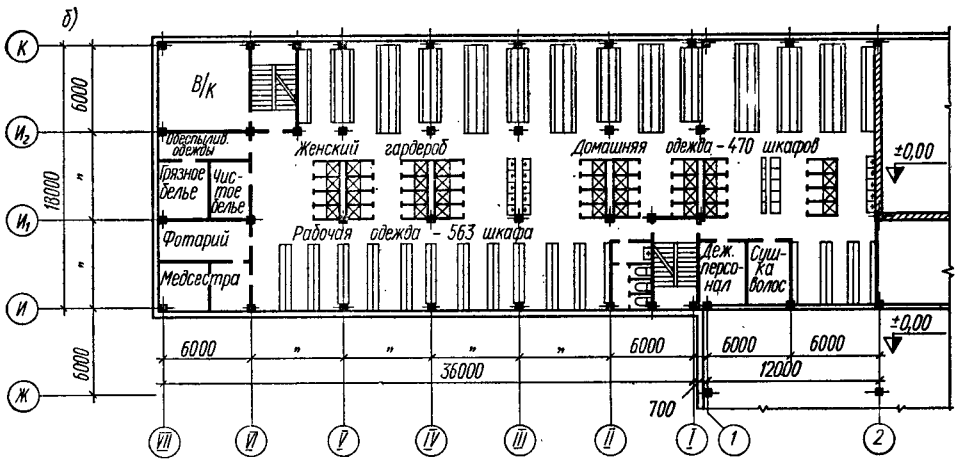 б)
К
В/К
6000
И₂
Обеспылив. одежды
Женский гардероб
Домашняя одежда - 470 шкафов
±0,00
Грязное белье
Чис-
тое
белье
18000
"
И₁
Рабочая одежда - 563 шкафа
Фотарий
Деж.
персо-
нал
Суш-
ка
волос
"
Медсестра
И
±0,00
6000 " " " " 6000 6000 6000
6000
36000
12000
Ж
700
VII VI V IV III II I 1 2